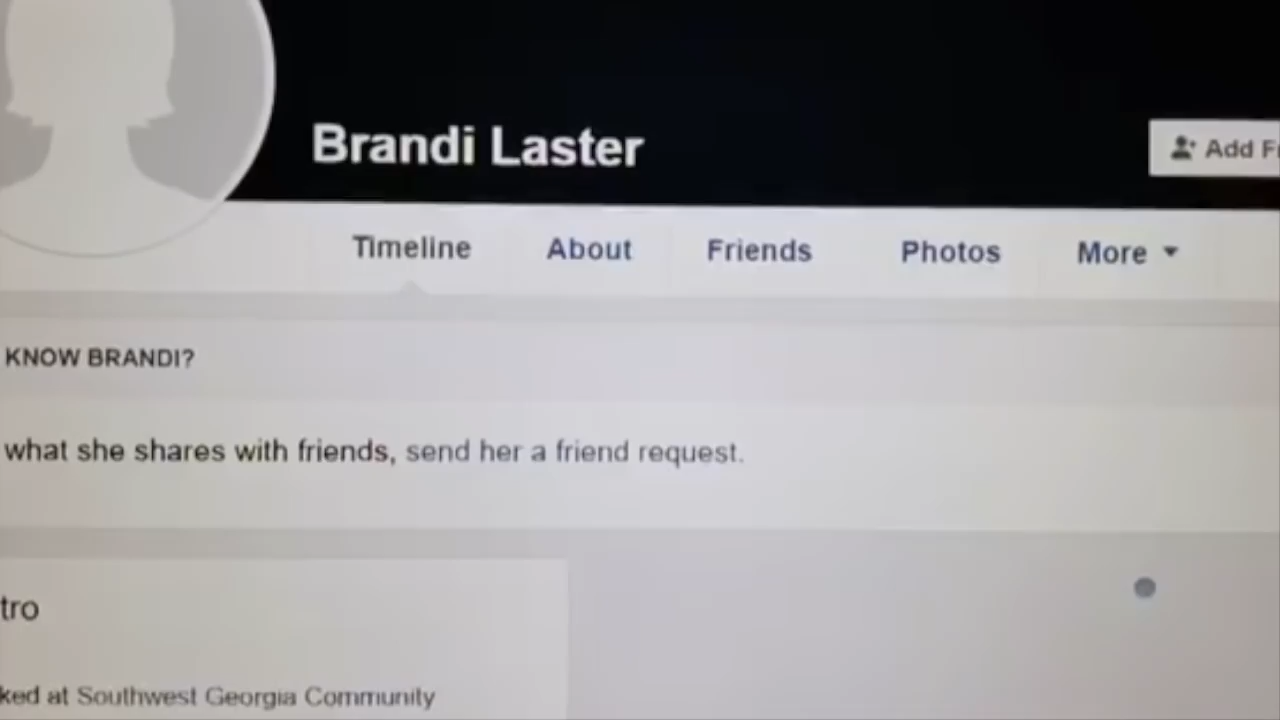 Brandi Laster
Add F
Timeline About Friends Photos More
KNOW BRANDI?
what she shares with friends, send her a friend request.
tro
ked at Southwest Georgia Community